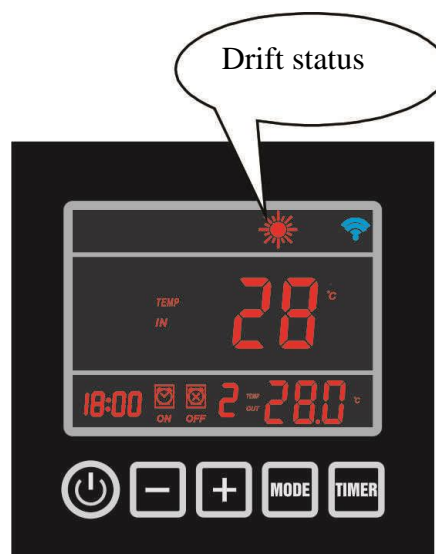 Drift status
TEMP
IN
28 °C
18:00 ON OFF 2 TEMP OUT 28.0 °C
MODE TIMER